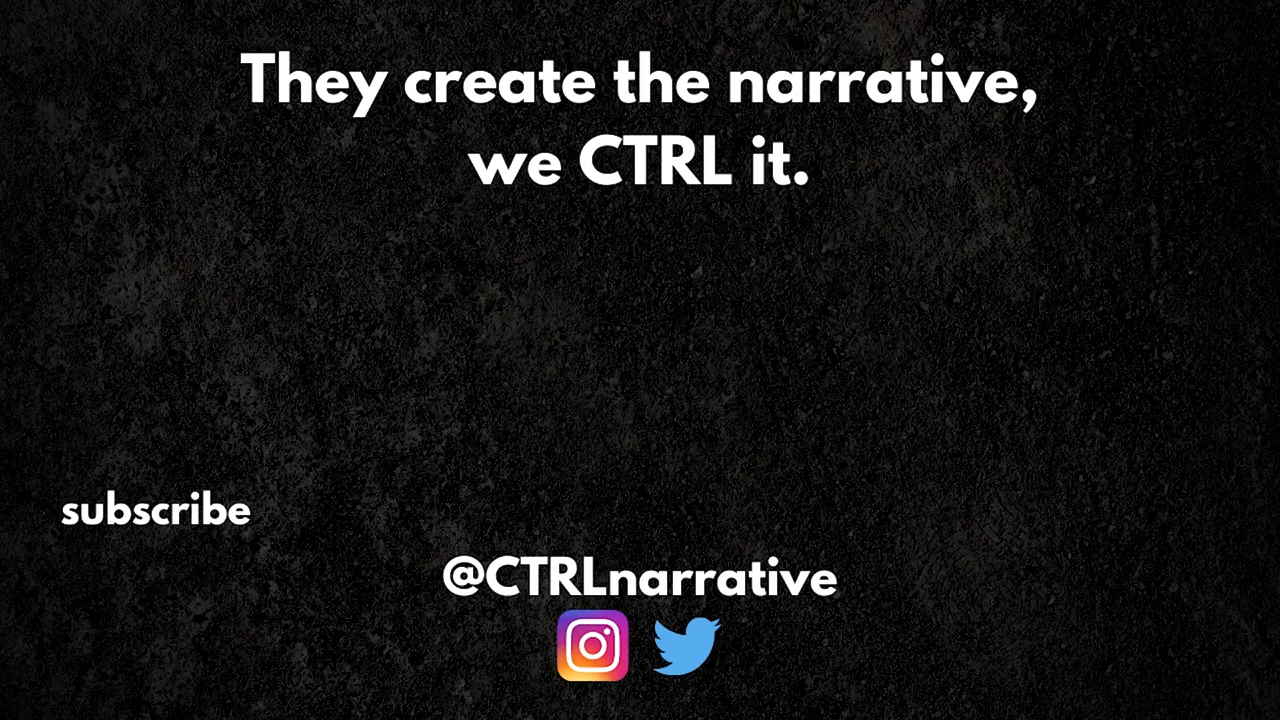 They create the narrative,
we CTRL it.
subscribe
@CTRLnarrative